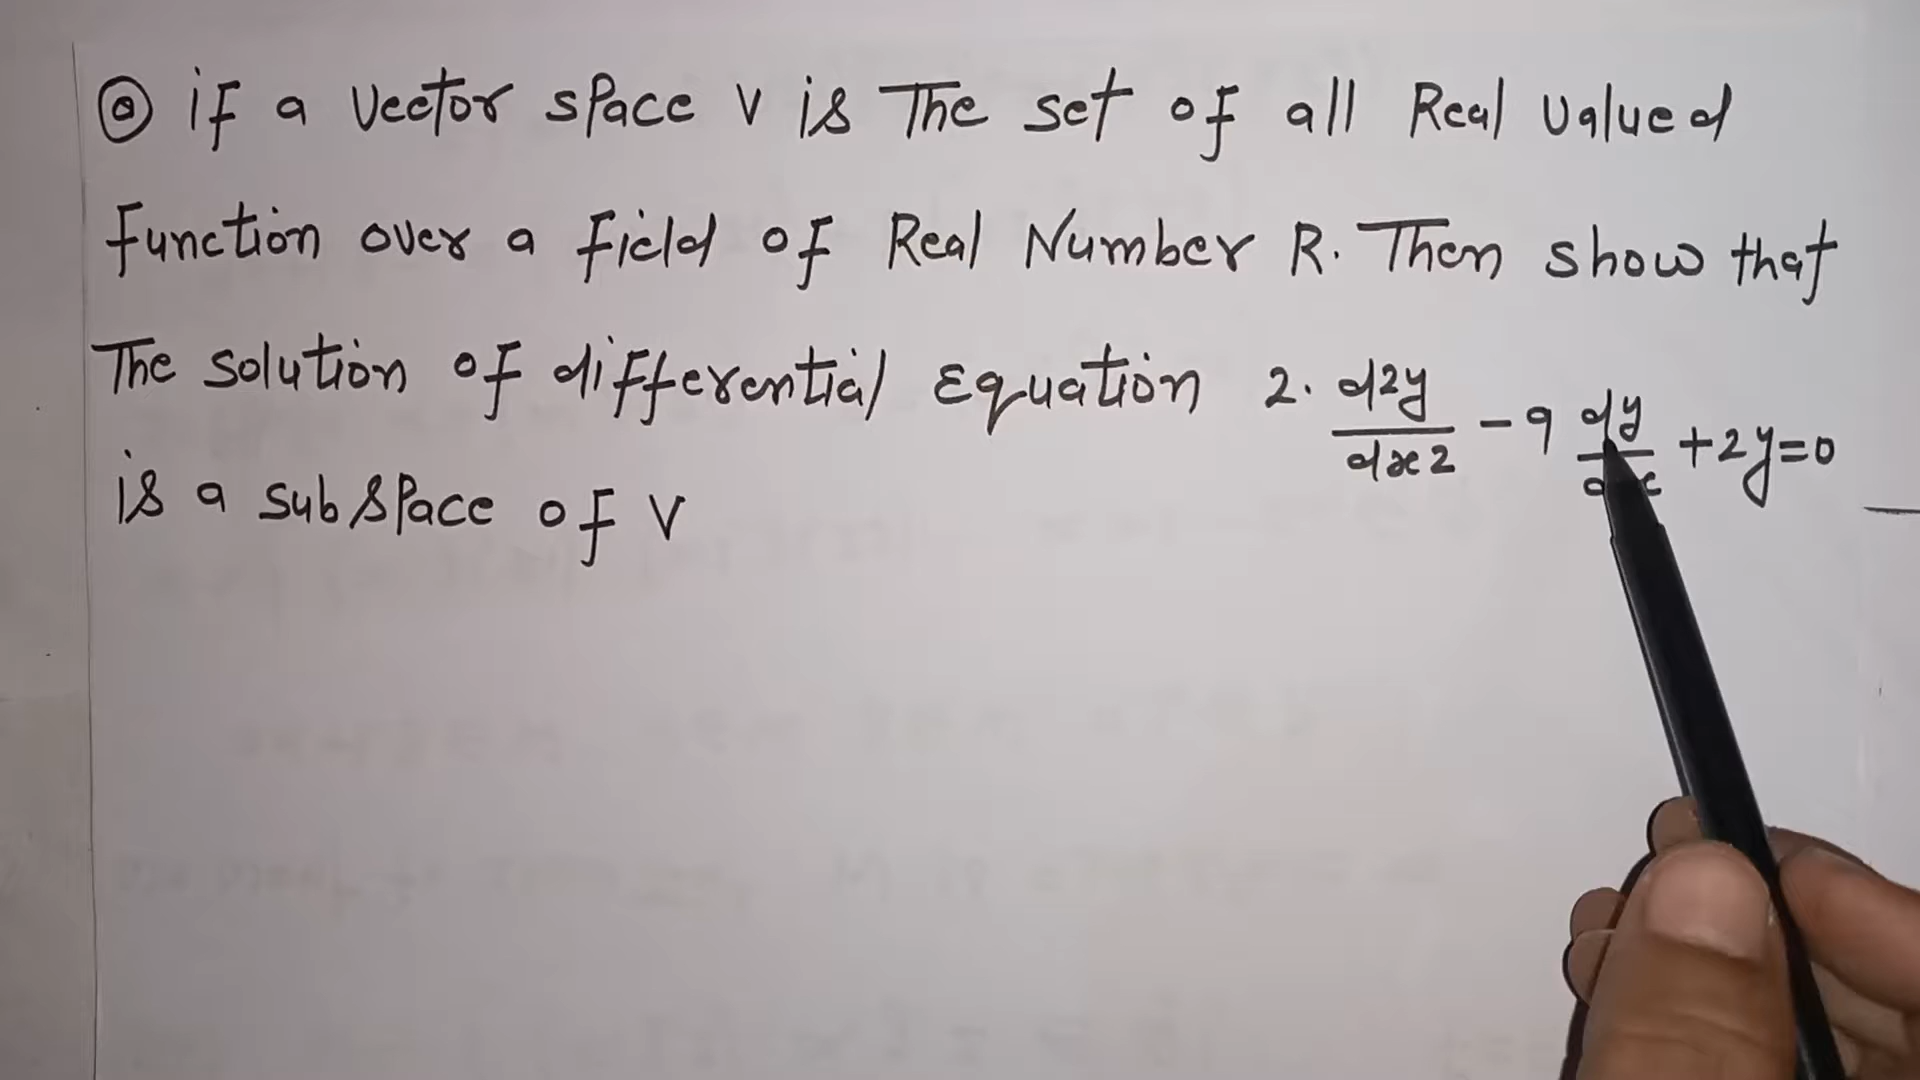 ⓐ if a Vector space V is The set of all Real valued
function over a field of Real Number R. Then show that
The solution of differential Equation 2. d2y/dx2 - 9 dy/dx + 2y = 0
is a subspace of V